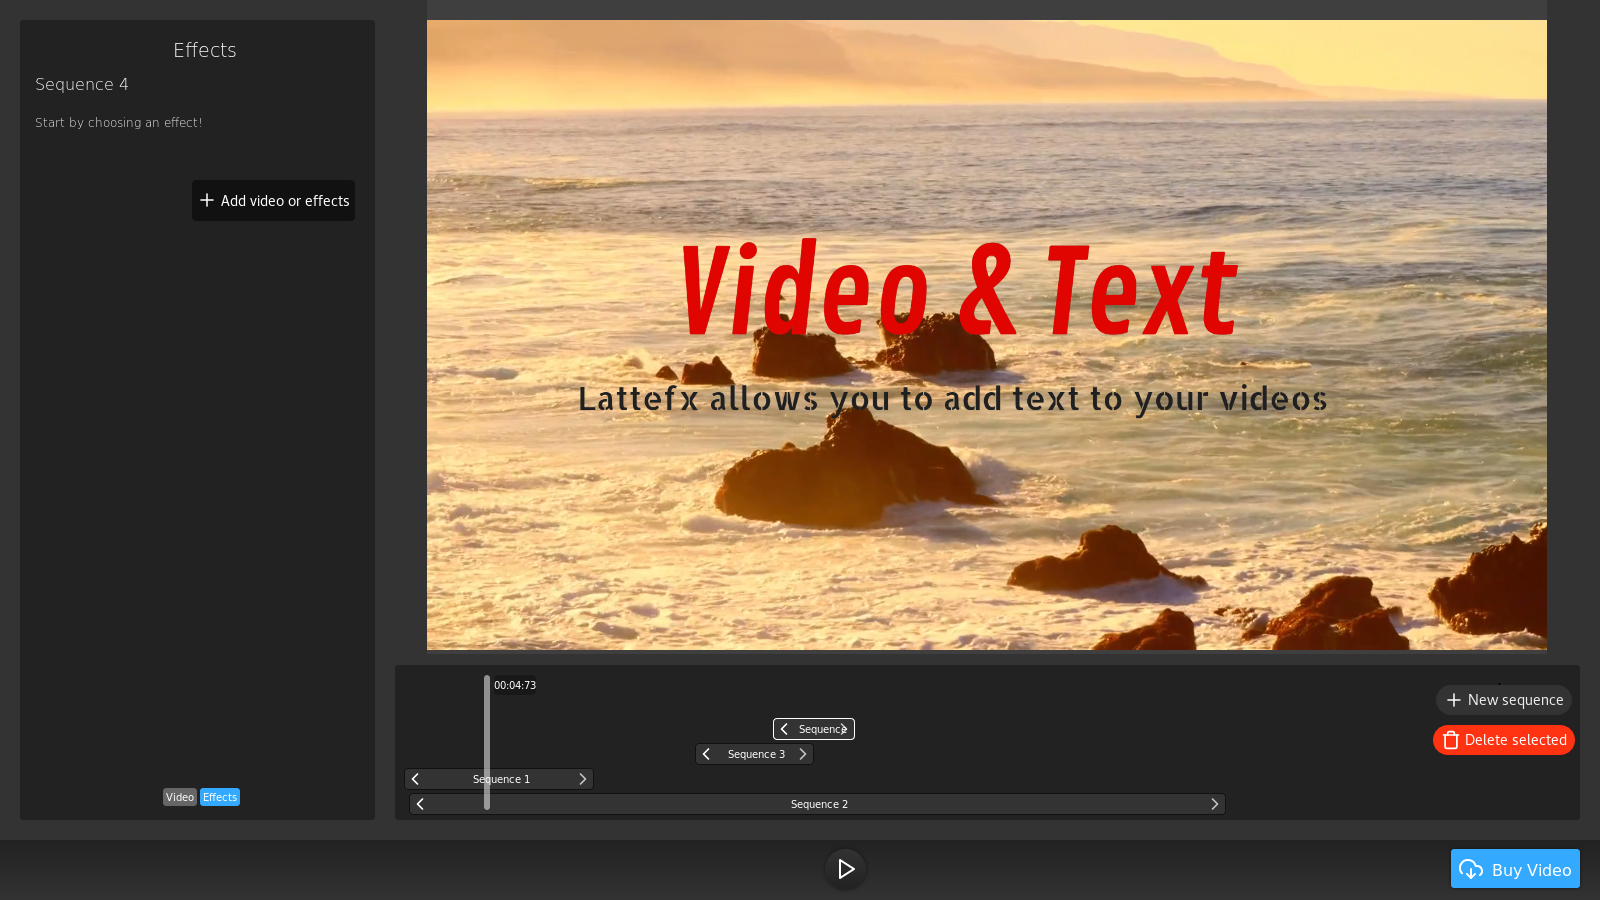 Effects
Sequence 4
Start by choosing an effect!
Add video or effects
Video Effects
Video & Text
Lattefx allows you to add text to your videos
00:04:73
New sequence
Sequence
Delete selected
Sequence 3
Sequence 1
Sequence 2
Buy Video